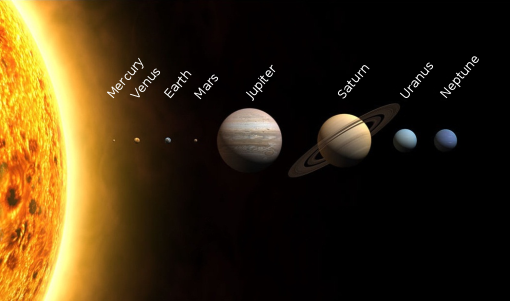 Mercury
Venus
Earth
Mars
Jupiter
Saturn
Uranus
Neptune